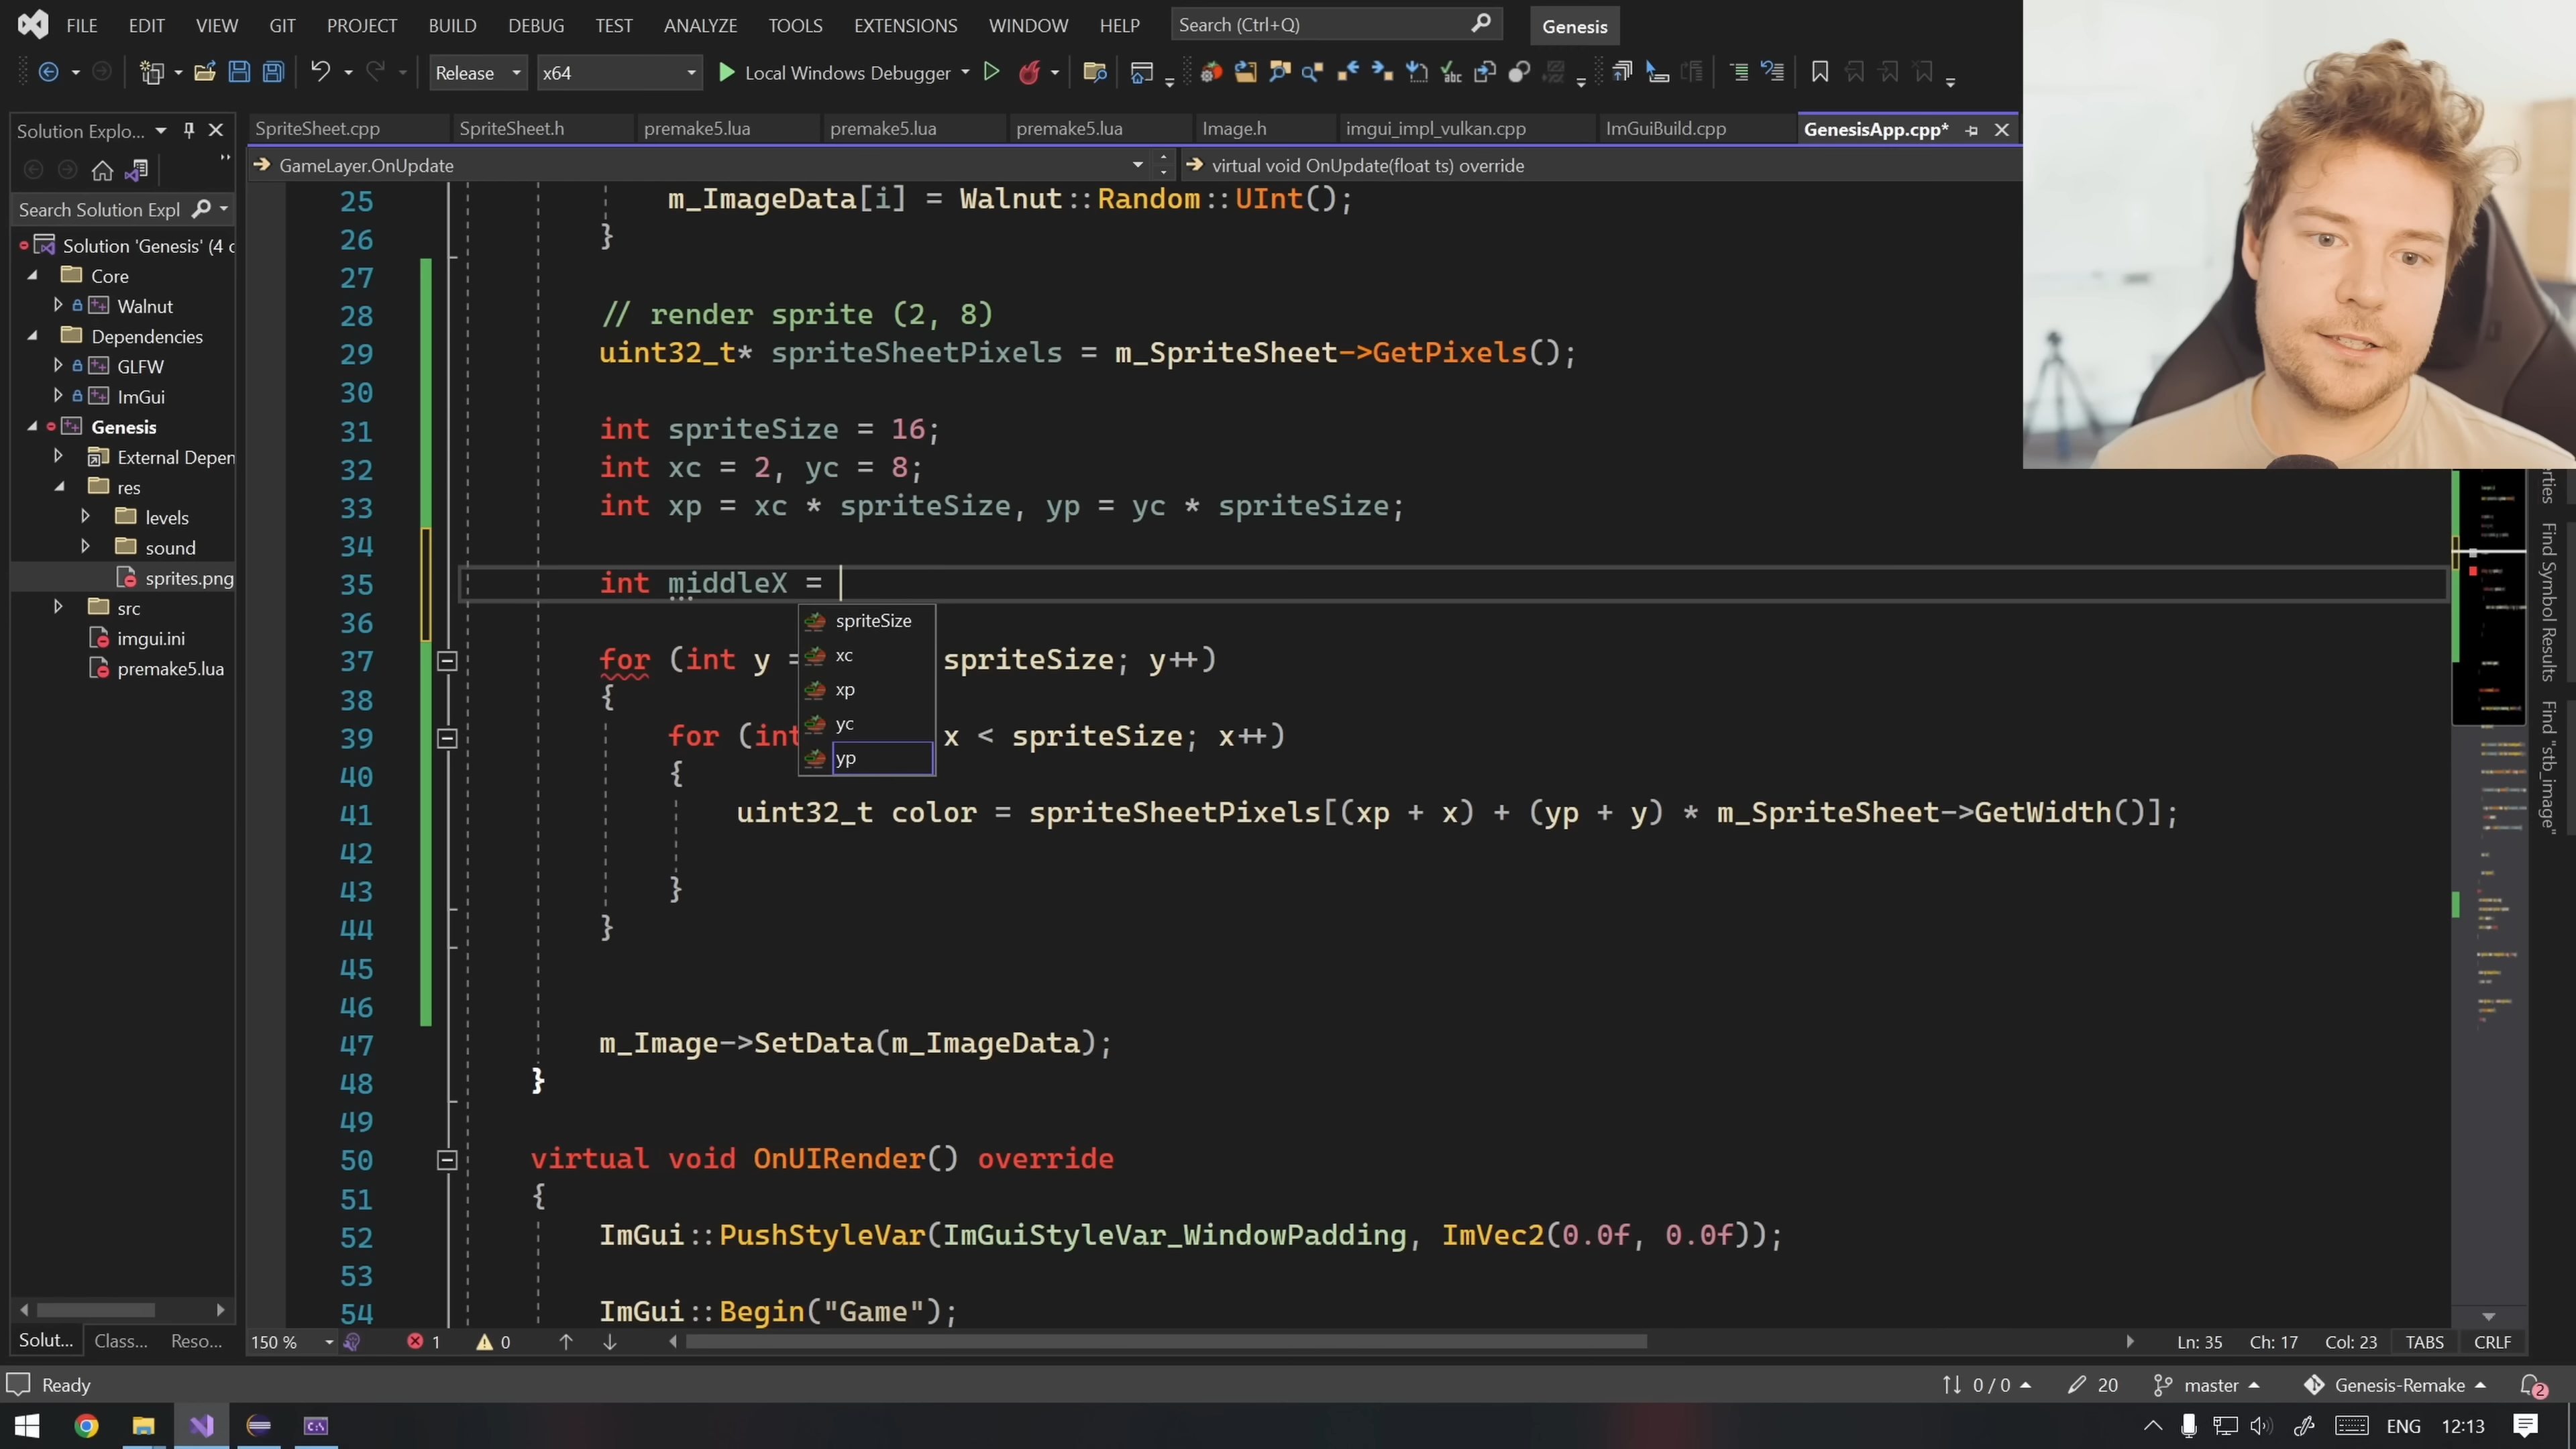 FILE EDIT VIEW GIT PROJECT BUILD DEBUG TEST ANALYZE TOOLS EXTENSIONS WINDOW HELP Search (Ctrl+Q) Genesis
Release x64 Local Windows Debugger
Solution Explo...
SpriteSheet.cpp SpriteSheet.h premake5.lua premake5.lua premake5.lua Image.h imgui_impl_vulkan.cpp ImGuiBuild.cpp GenesisApp.cpp*
GameLayer.OnUpdate virtual void OnUpdate(float ts) override
Search Solution Expl
Solution 'Genesis' (4 c
Core
Walnut
Dependencies
GLFW
ImGui
Genesis
External Depen
res
levels
sound
sprites.png
src
imgui.ini
premake5.lua
Solut... Class... Reso...
25 m_ImageData[i] = Walnut::Random::UInt();
26 }
27
28 // render sprite (2, 8)
29 uint32_t* spriteSheetPixels = m_SpriteSheet->GetPixels();
30
31 int spriteSize = 16;
32 int xc = 2, yc = 8;
33 int xp = xc * spriteSize, yp = yc * spriteSize;
34
35 int middleX =
36
spriteSize
xc
xp
yc
yp
37 for (int y = spriteSize; y++)
38 {
39 for (int x < spriteSize; x++)
40 {
41 uint32_t color = spriteSheetPixels[(xp + x) + (yp + y) * m_SpriteSheet->GetWidth()];
42
43 }
44 }
45
46
47 m_Image->SetData(m_ImageData);
48 }
49
50 virtual void OnUIRender() override
51 {
52 ImGui::PushStyleVar(ImGuiStyleVar_WindowPadding, ImVec2(0.0f, 0.0f));
53
54 ImGui::Begin("Game");
erties
Find Symbol Results
Find "stb_image"
150 % 1 0 Ln: 35 Ch: 17 Col: 23 TABS CRLF
Ready 0 / 0 20 master Genesis-Remake 2
ENG 12:13